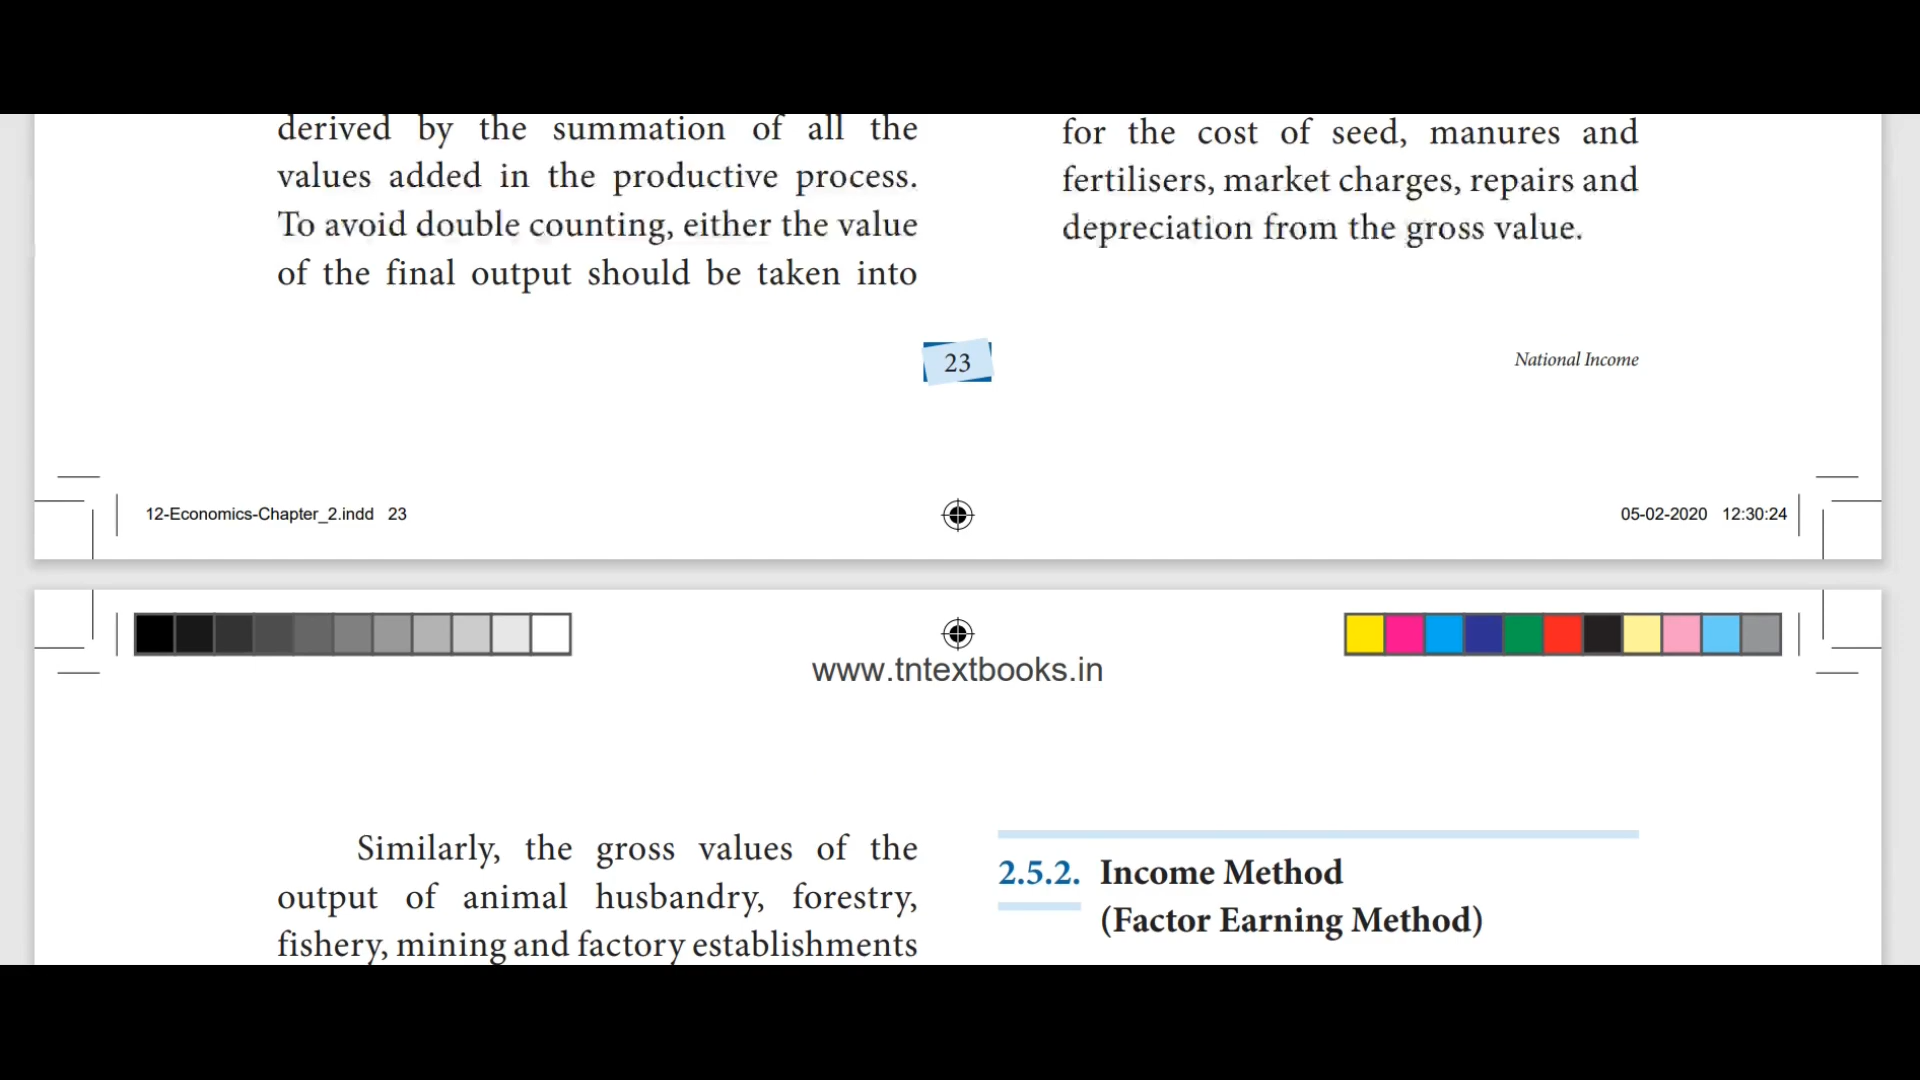 derived by the summation of all the
values added in the productive process.
To avoid double counting, either the value
of the final output should be taken into
for the cost of seed, manures and
fertilisers, market charges, repairs and
depreciation from the gross value.
23
National Income
12-Economics-Chapter_2.indd 23
05-02-2020 12:30:24
www.tntextbooks.in
Similarly, the gross values of the
output of animal husbandry, forestry,
fishery, mining and factory establishments
2.5.2. Income Method
(Factor Earning Method)